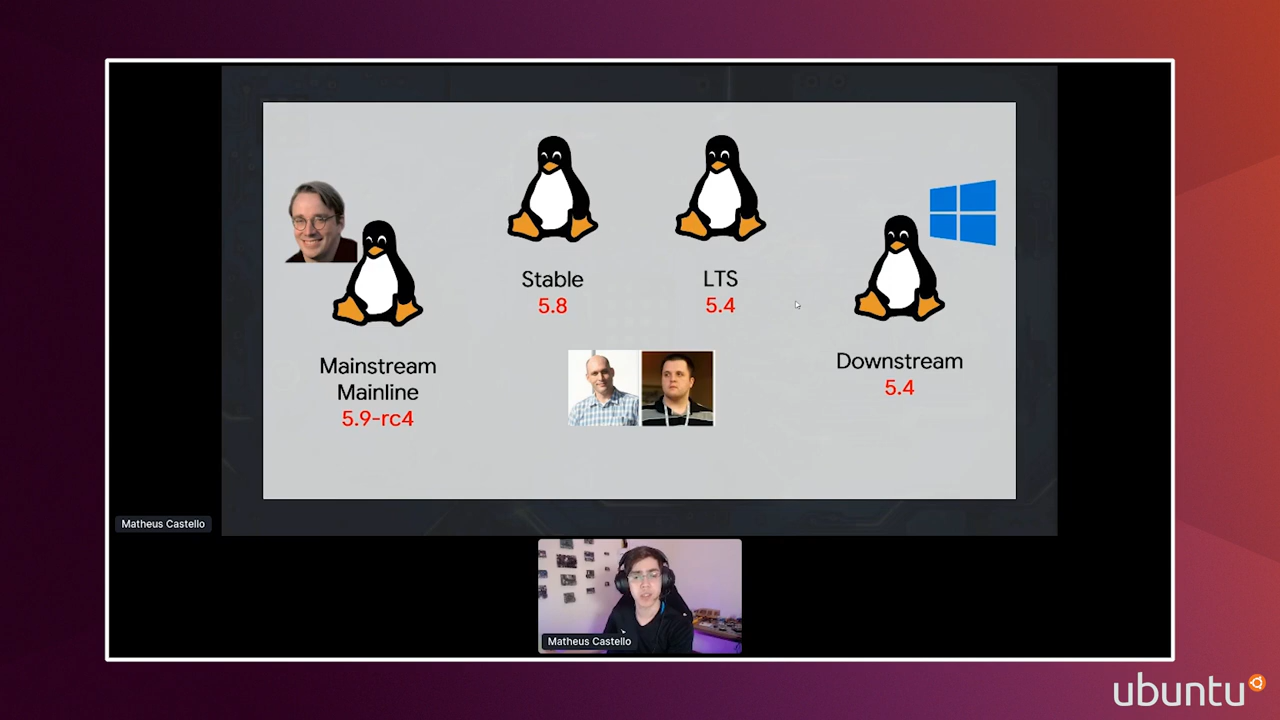 Stable
5.8
LTS
5.4
Mainstream
Mainline
5.9-rc4
Downstream
5.4
Matheus Castello
Matheus Castello
ubuntu